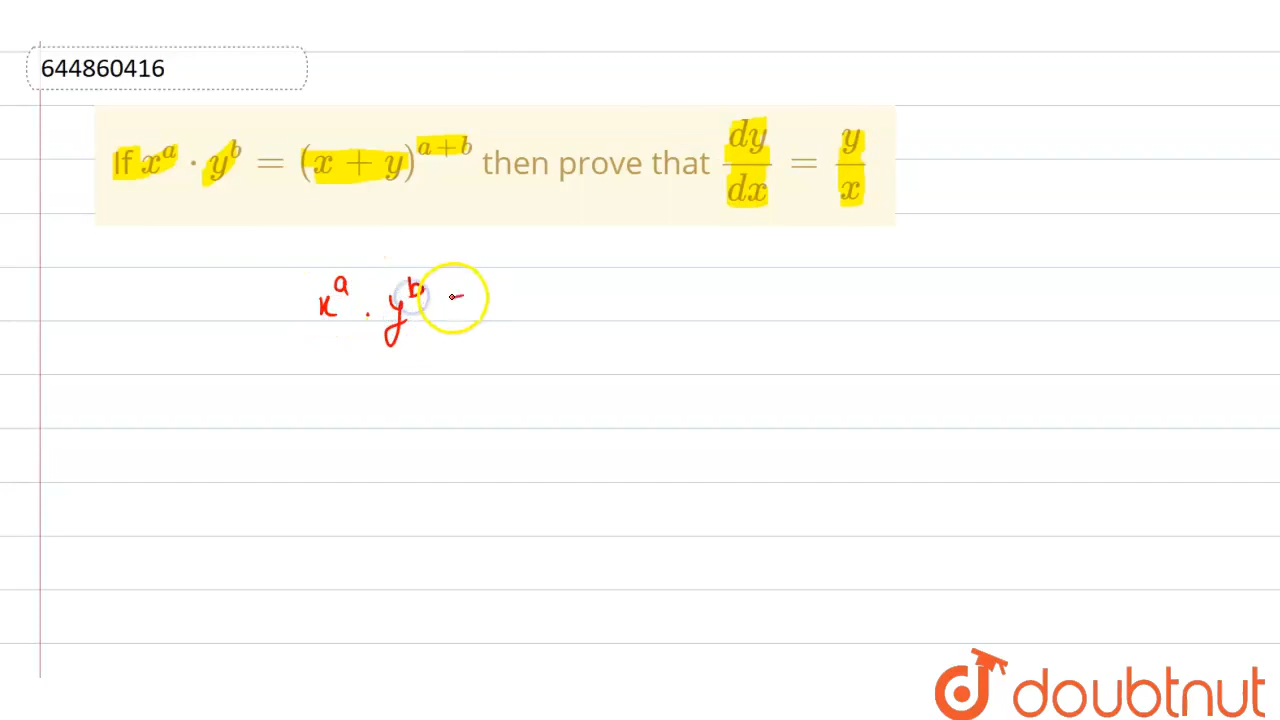 644860416
If x^a · y^b = (x + y)^{a+b} then prove that dy/dx = y/x
x^a . y^b -
doubtnut